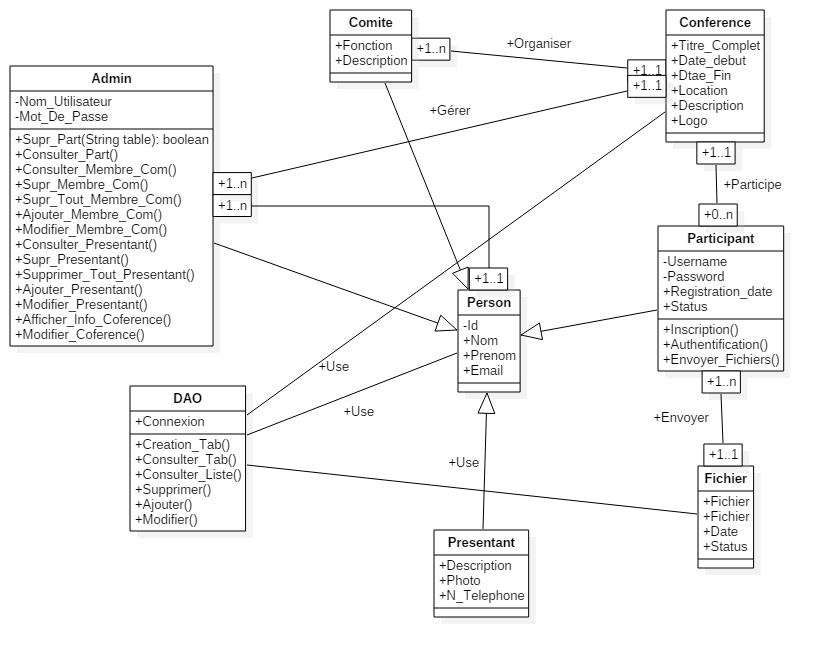 Comite
+Fonction
+Description
+1..n
+Organiser
+1..1
+1..1
Conference
+Titre_Complet
+Date_debut
+Dtae_Fin
+Location
+Description
+Logo
+1..1
+Participe
+0..n
+Gérer
Admin
-Nom_Utilisateur
-Mot_De_Passe
+Supr_Part(String table): boolean
+Consulter_Part()
+Consulter_Membre_Com()
+Supr_Membre_Com()
+Supr_Tout_Membre_Com()
+Ajouter_Membre_Com()
+Modifier_Membre_Com()
+Consulter_Presentant()
+Supr_Presentant()
+Supprimer_Tout_Presentant()
+Ajouter_Presentant()
+Modifier_Presentant()
+Afficher_Info_Coference()
+Modifier_Coference()
+1..n
+1..n
+1..1
Person
-Id
+Nom
+Prenom
+Email
Participant
-Username
-Password
+Registration_date
+Status
+Inscription()
+Authentification()
+Envoyer_Fichiers()
+1..n
+Envoyer
+1..1
+Use
+Use
+Use
DAO
+Connexion
+Creation_Tab()
+Consulter_Tab()
+Consulter_Liste()
+Supprimer()
+Ajouter()
+Modifier()
Fichier
+Fichier
+Fichier
+Date
+Status
Presentant
+Description
+Photo
+N_Telephone